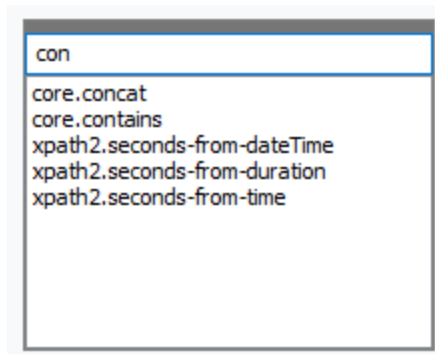 con
core.concat
core.contains
xpath2.seconds-from-dateTime
xpath2.seconds-from-duration
xpath2.seconds-from-time